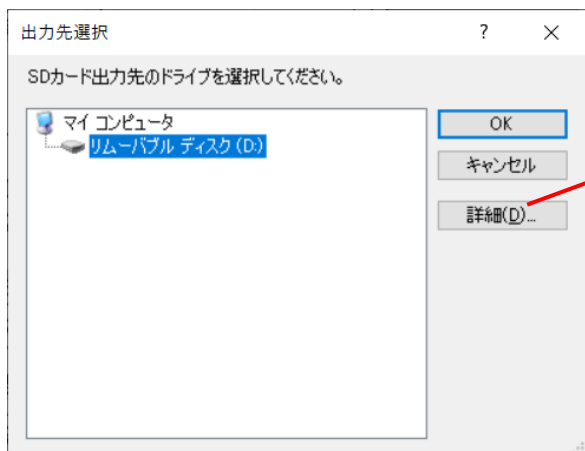 出力先選択
SDカード出力先のドライブを選択してください。
マイ コンピュータ
リムーバブル ディスク (D:)
OK
キャンセル
詳細(D)...